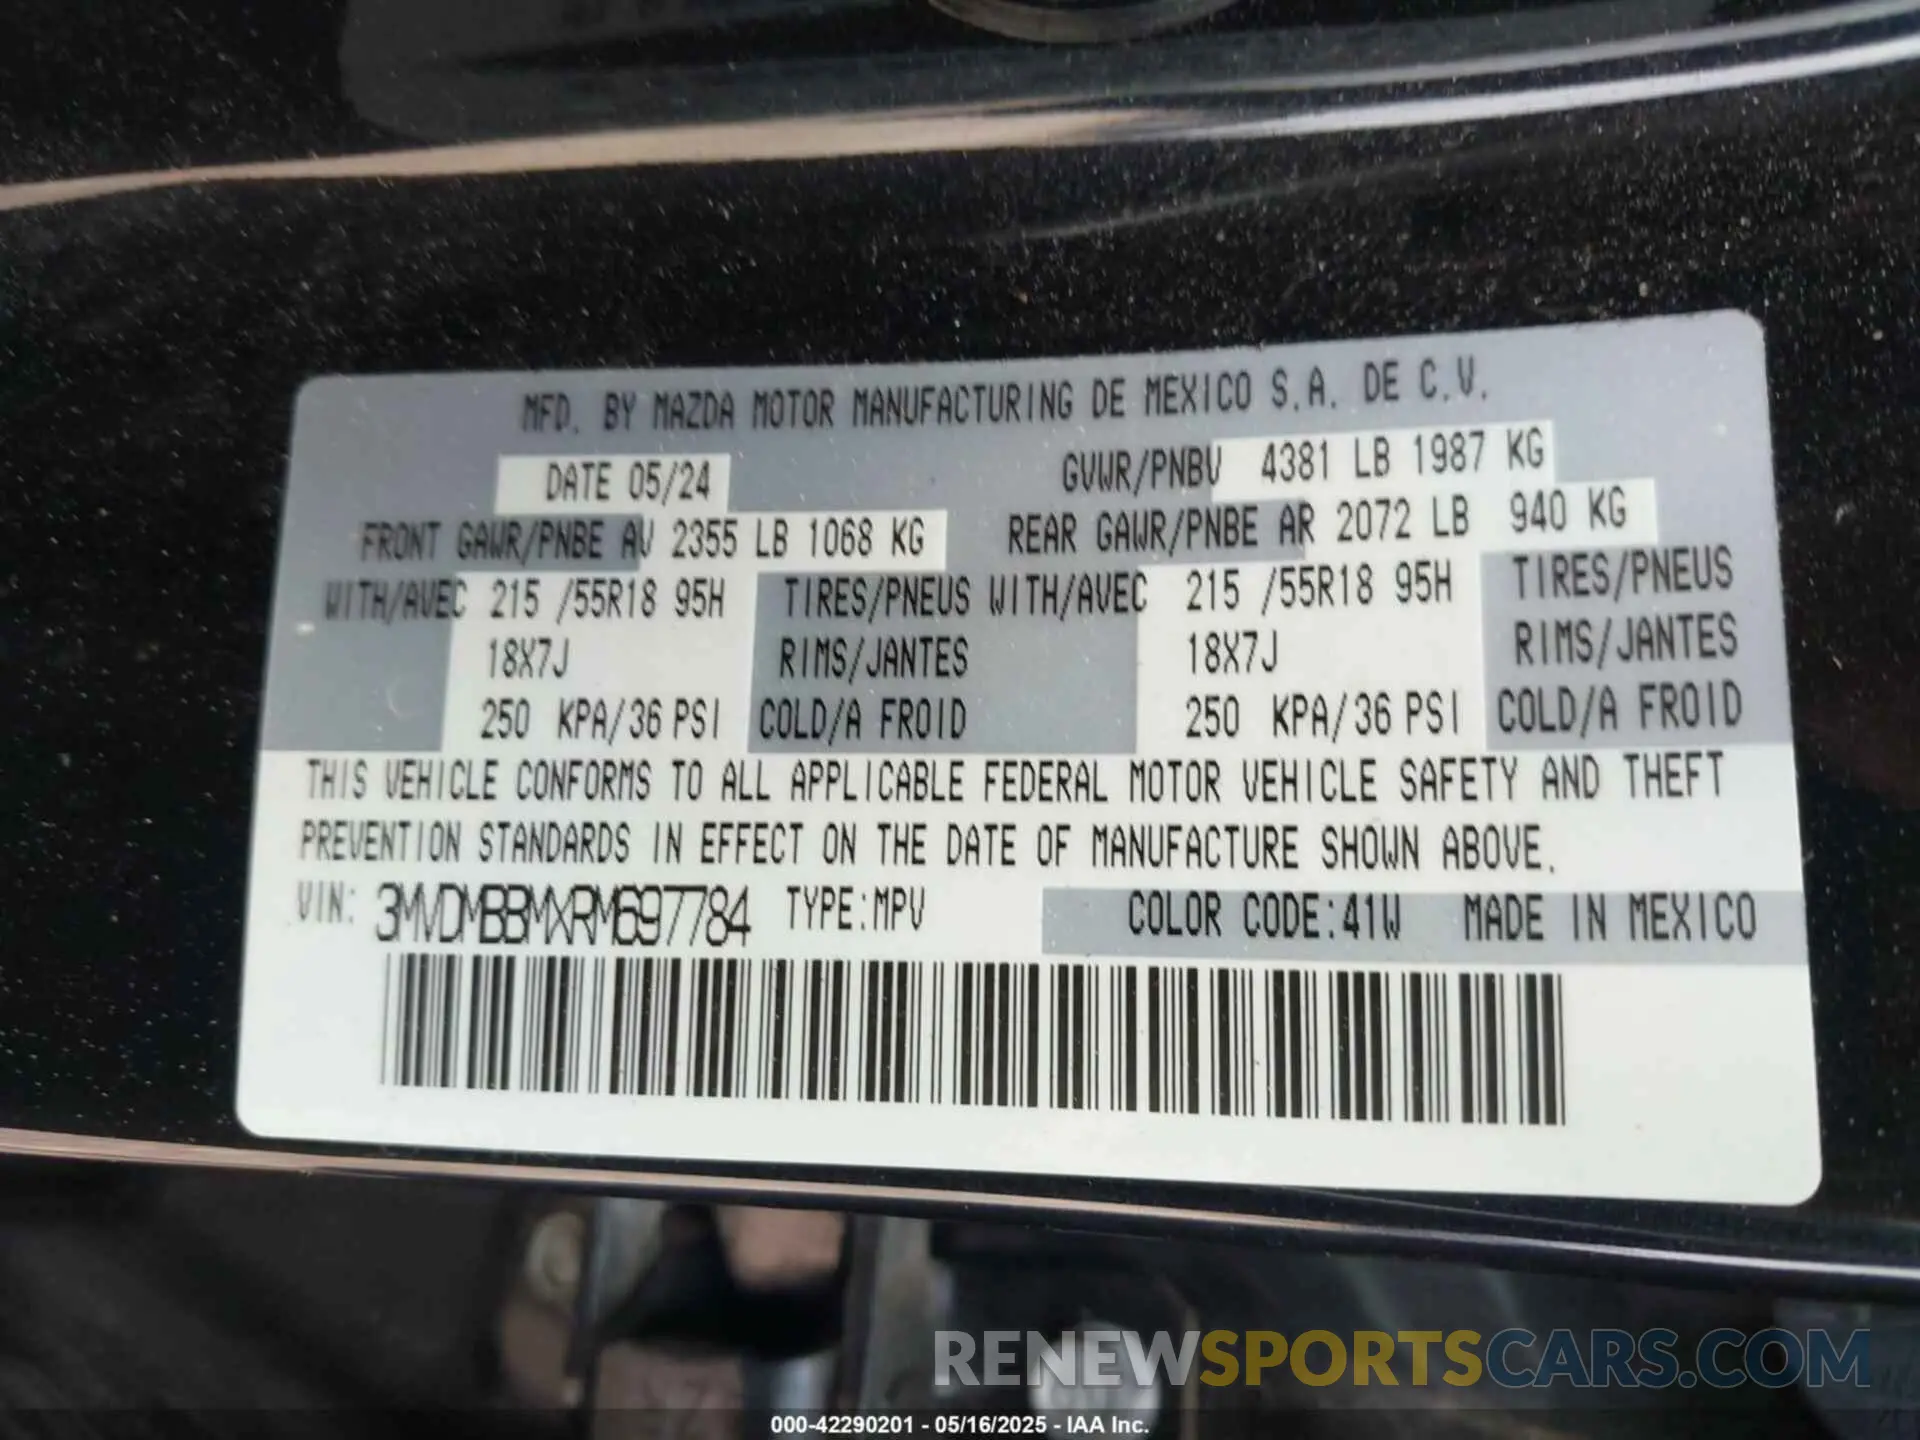 MFD. BY MAZDA MOTOR MANUFACTURING DE MEXICO S.A. DE C.V.
DATE 05/24 GVWR/PNBV 4381 LB 1987 KG
FRONT GAWR/PNBE AV 2355 LB 1068 KG REAR GAWR/PNBE AR 2072 LB 940 KG
WITH/AVEC 215 /55R18 95H TIRES/PNEUS WITH/AVEC 215 /55R18 95H TIRES/PNEUS
18X7J RIMS/JANTES 18X7J RIMS/JANTES
250 KPA/36 PSI COLD/A FROID 250 KPA/36 PSI COLD/A FROID
THIS VEHICLE CONFORMS TO ALL APPLICABLE FEDERAL MOTOR VEHICLE SAFETY AND THEFT
PREVENTION STANDARDS IN EFFECT ON THE DATE OF MANUFACTURE SHOWN ABOVE.
VIN: 3MVDMBBMXRM697784 TYPE:MPV COLOR CODE:41W MADE IN MEXICO
RENEWSPORTSCARS.COM
000-42290201 - 05/16/2025 - IAA Inc.